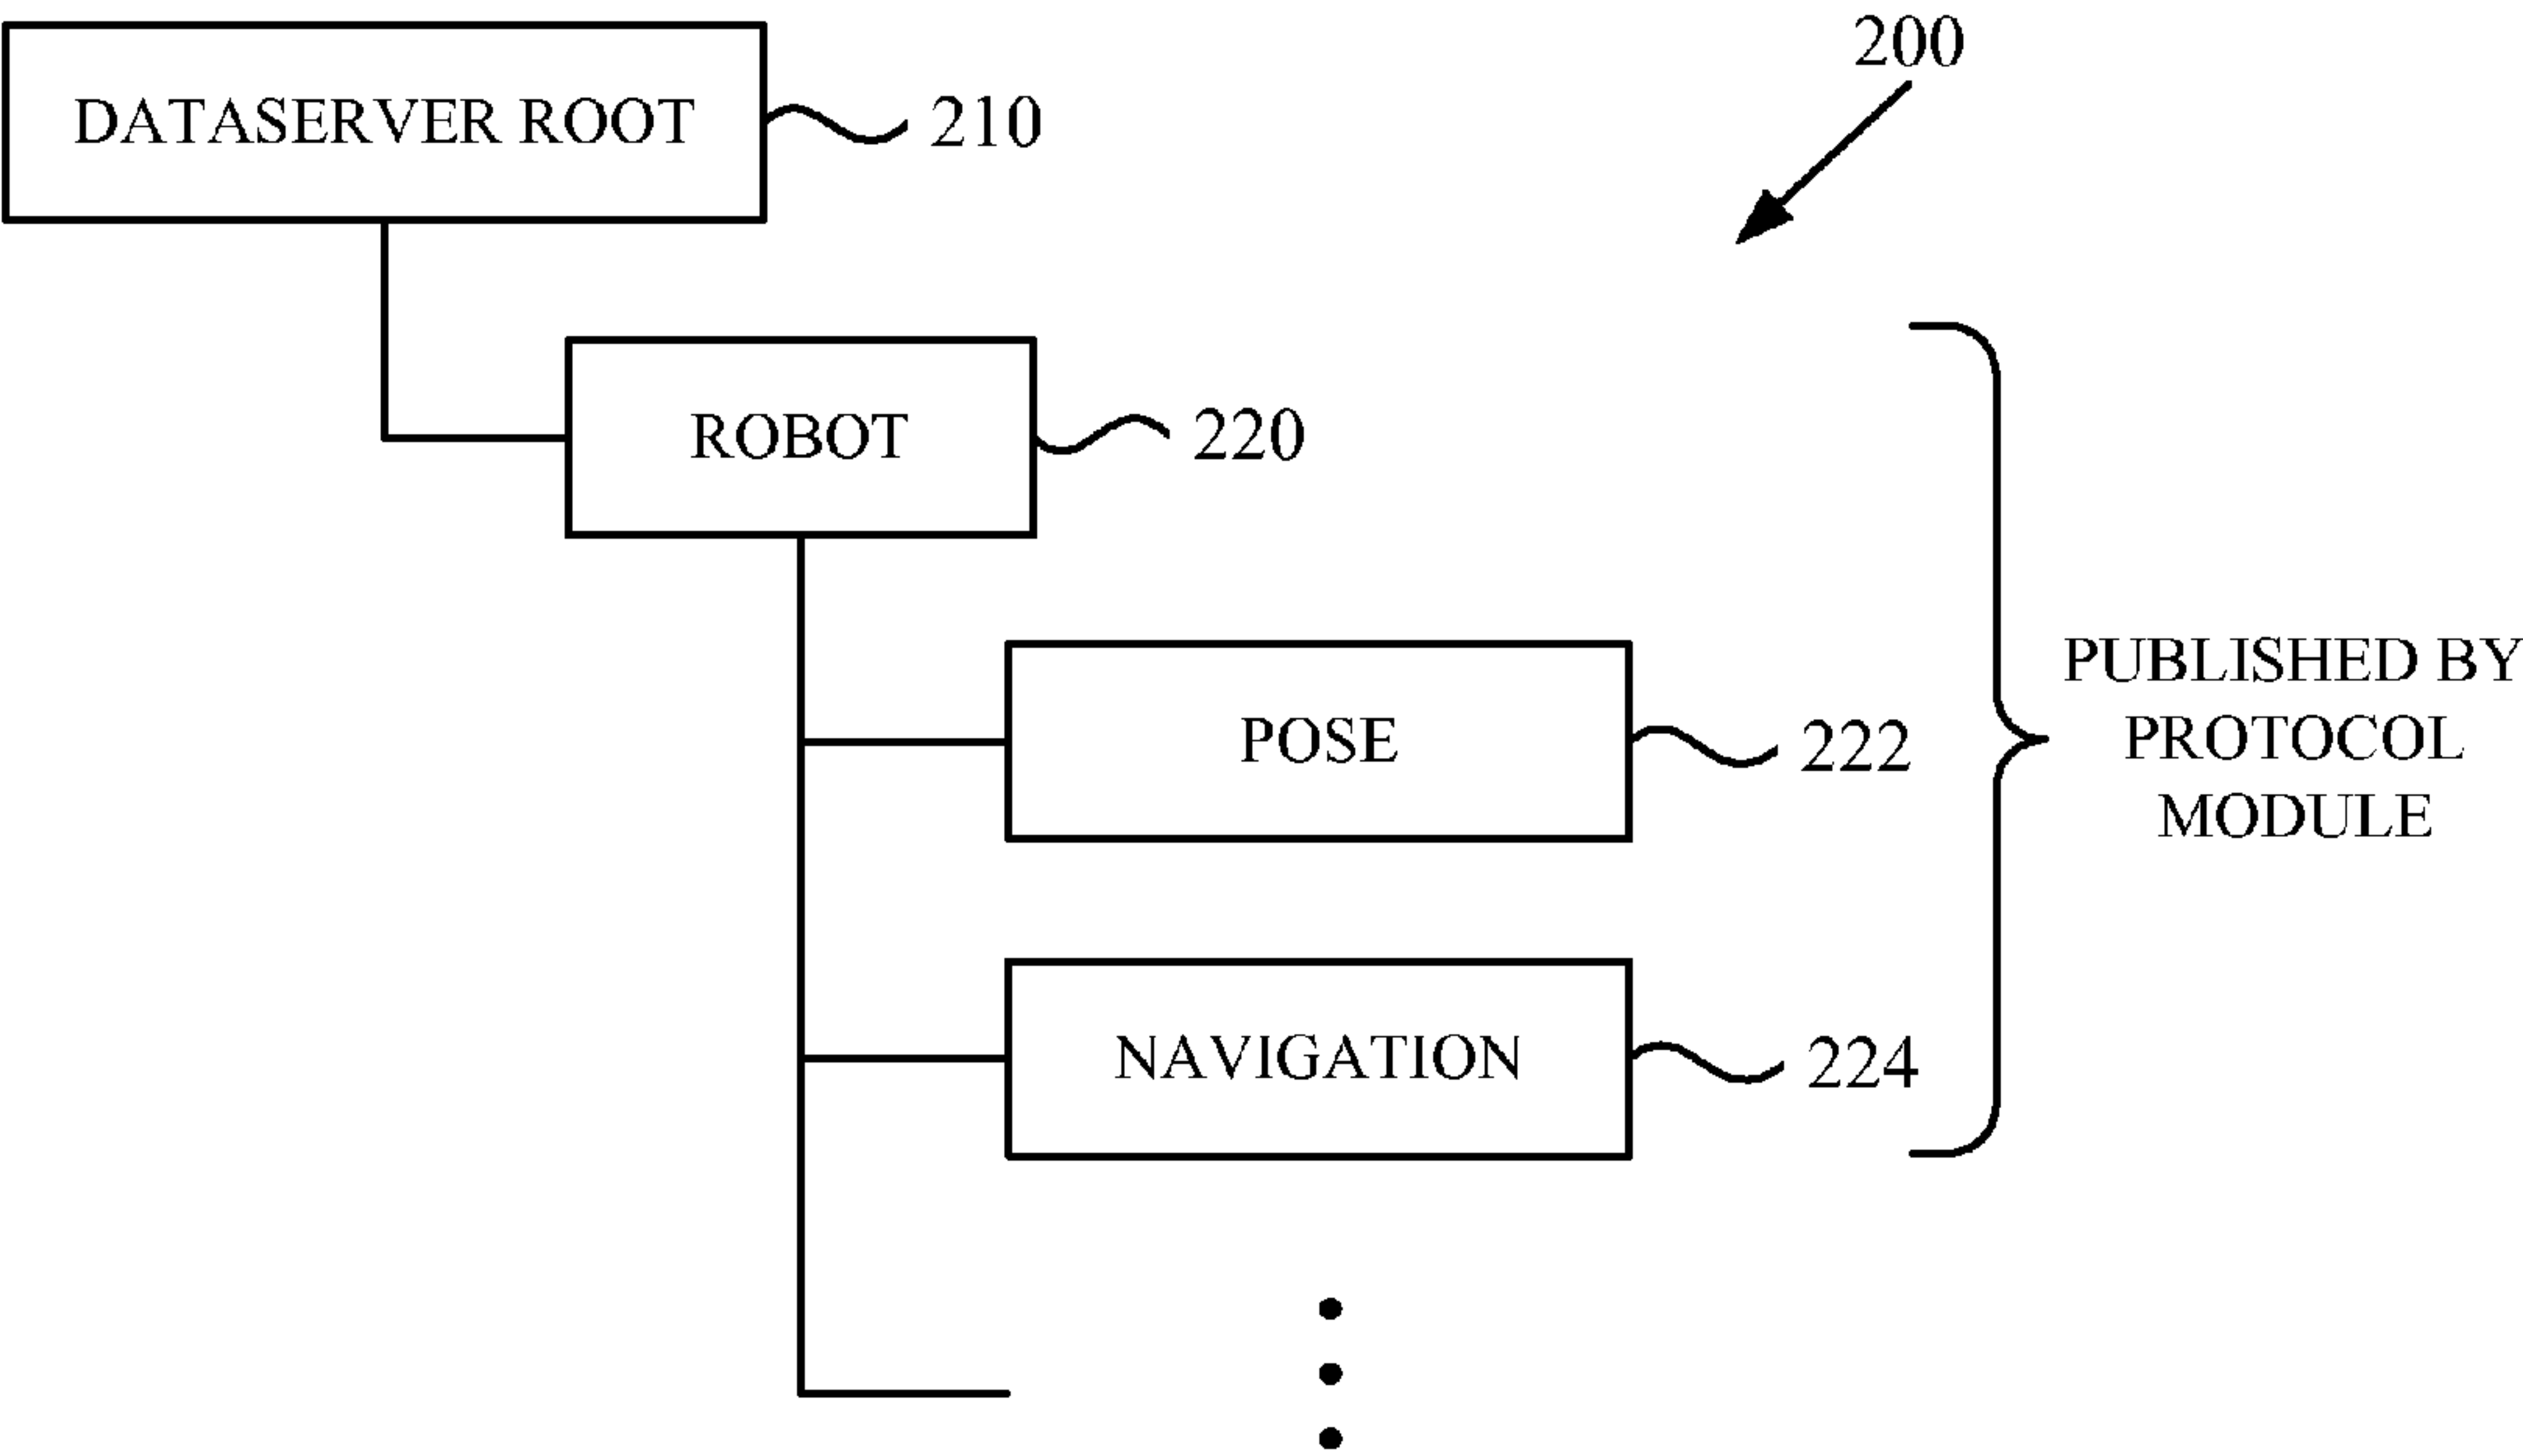 200
DATASERVER ROOT
210
ROBOT
220
POSE
222
PUBLISHED BY
PROTOCOL
MODULE
NAVIGATION
224